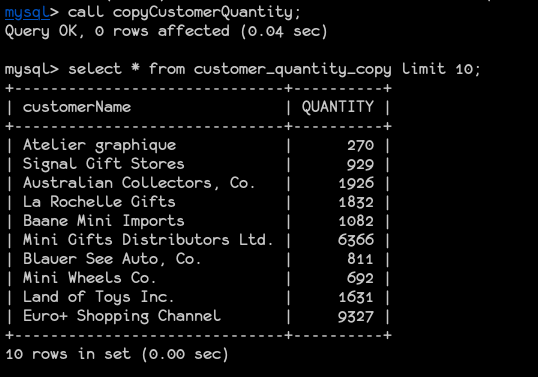 mysql> call copyCustomerQuantity;
Query OK, 0 rows affected (0.04 sec)

mysql> select * from customer_quantity_copy limit 10;
+-----------------------------+----------+
| customerName                | QUANTITY |
+-----------------------------+----------+
| Atelier graphique           |      270 |
| Signal Gift Stores          |      929 |
| Australian Collectors, Co.  |     1926 |
| La Rochelle Gifts           |     1832 |
| Baane Mini Imports          |     1082 |
| Mini Gifts Distributors Ltd. |     6366 |
| Blauer See Auto, Co.        |      811 |
| Mini Wheels Co.             |      692 |
| Land of Toys Inc.           |     1631 |
| Euro+ Shopping Channel      |     9327 |
+-----------------------------+----------+
10 rows in set (0.00 sec)